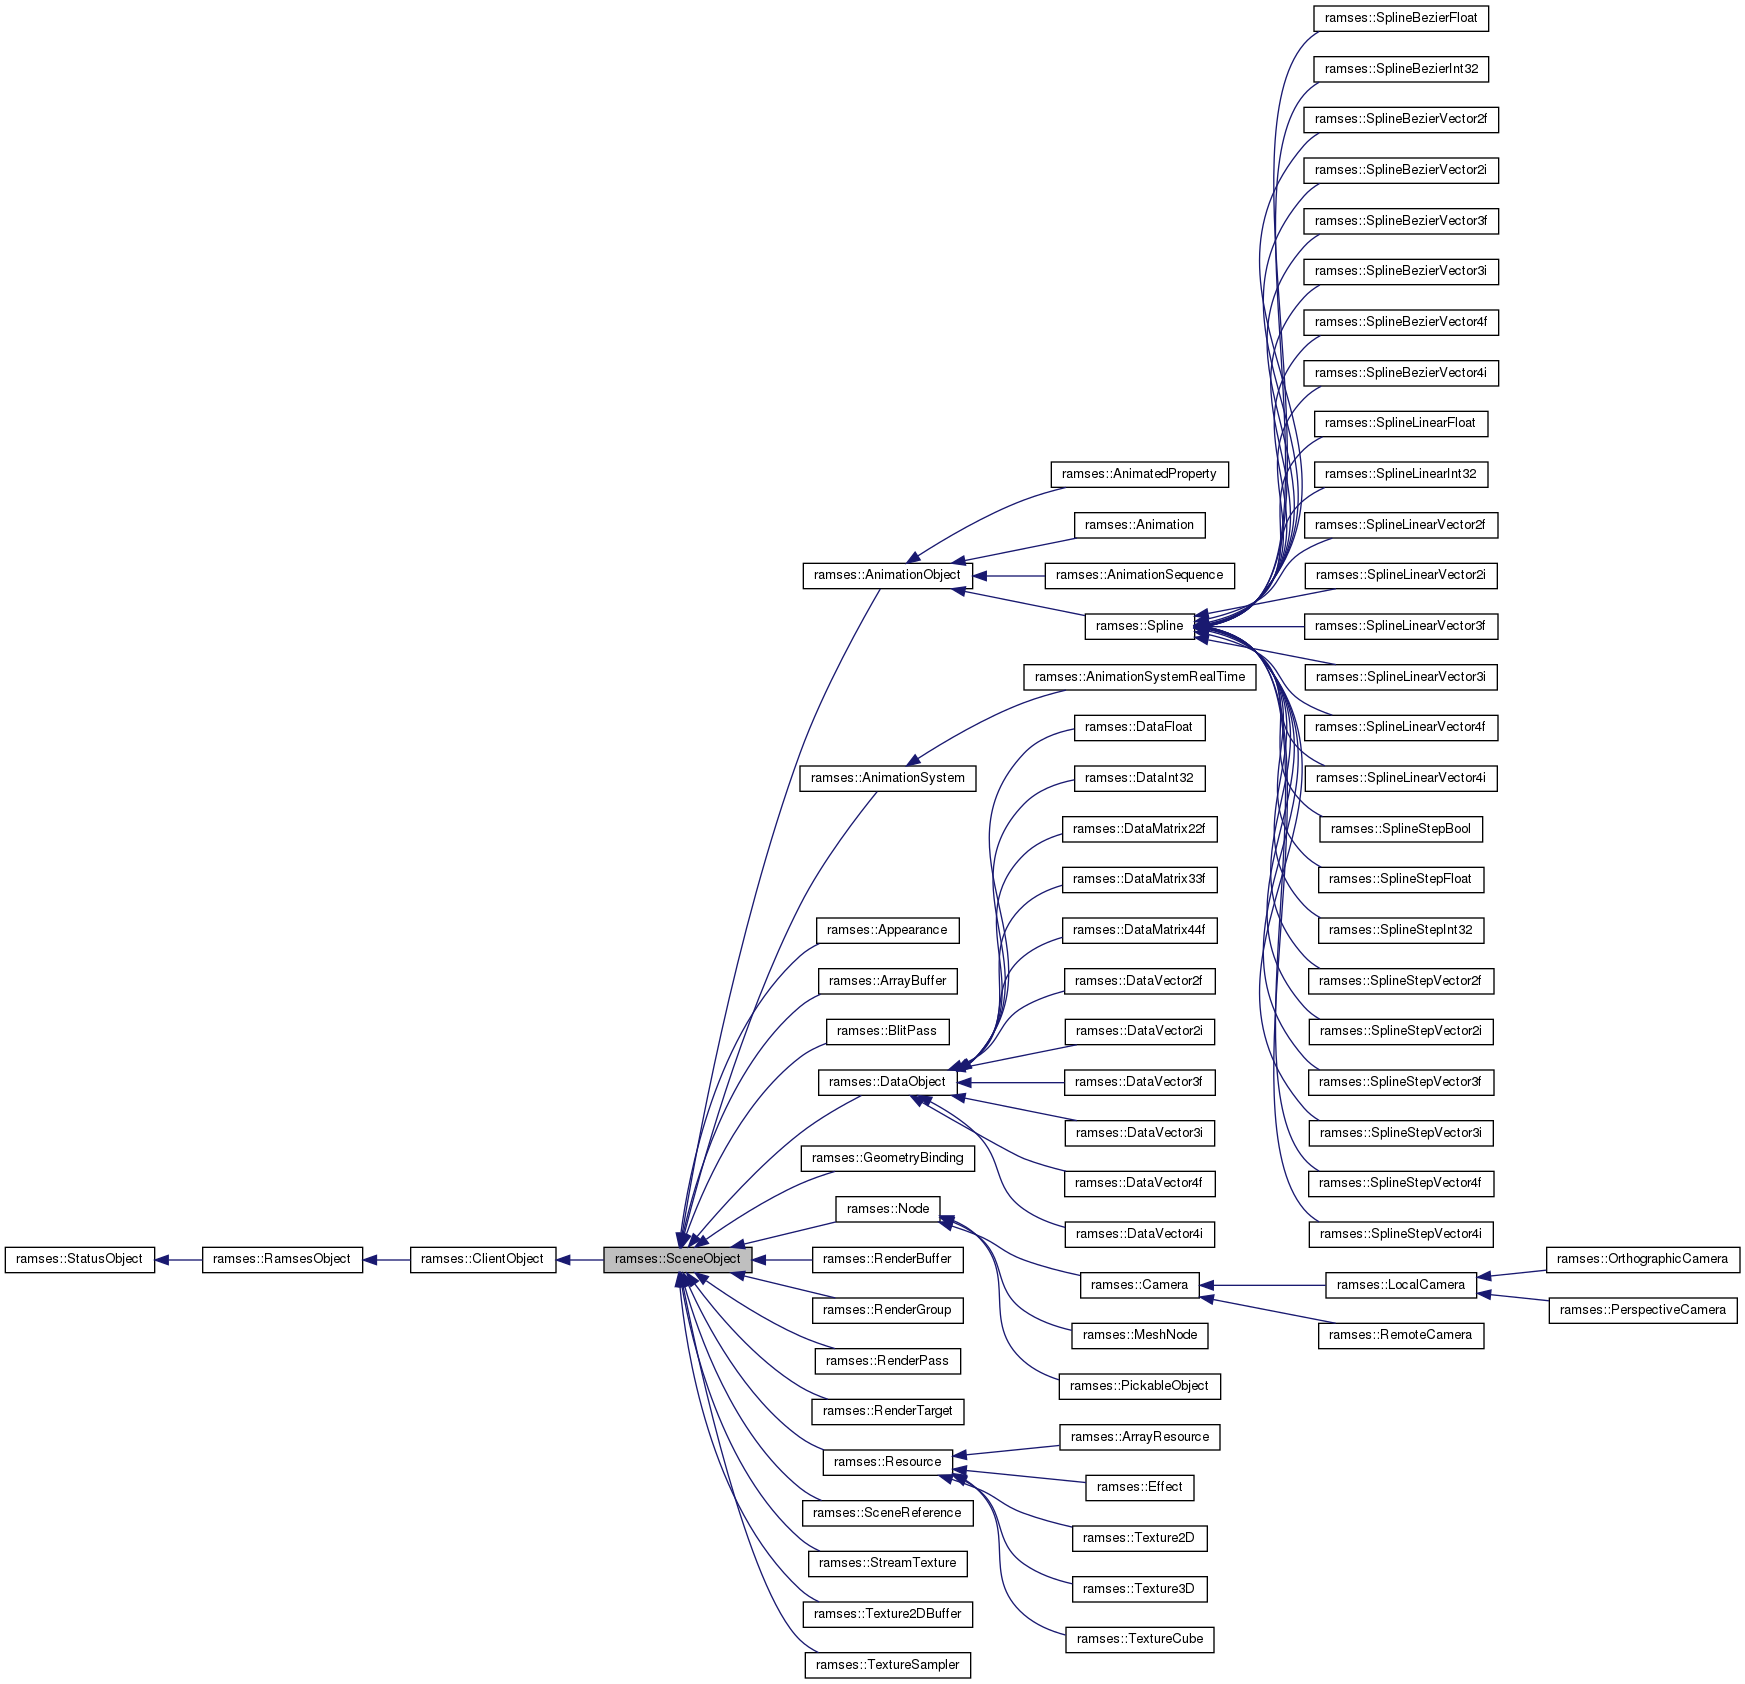 ramses::StatusObject
ramses::RamsesObject
ramses::ClientObject
ramses::SceneObject
ramses::AnimationObject
ramses::AnimationSystem
ramses::Appearance
ramses::ArrayBuffer
ramses::BlitPass
ramses::DataObject
ramses::GeometryBinding
ramses::Node
ramses::RenderBuffer
ramses::RenderGroup
ramses::RenderPass
ramses::RenderTarget
ramses::Resource
ramses::SceneReference
ramses::StreamTexture
ramses::Texture2DBuffer
ramses::TextureSampler
ramses::AnimatedProperty
ramses::Animation
ramses::AnimationSequence
ramses::Spline
ramses::AnimationSystemRealTime
ramses::DataFloat
ramses::DataInt32
ramses::DataMatrix22f
ramses::DataMatrix33f
ramses::DataMatrix44f
ramses::DataVector2f
ramses::DataVector2i
ramses::DataVector3f
ramses::DataVector3i
ramses::DataVector4f
ramses::DataVector4i
ramses::Camera
ramses::MeshNode
ramses::PickableObject
ramses::ArrayResource
ramses::Effect
ramses::Texture2D
ramses::Texture3D
ramses::TextureCube
ramses::SplineBezierFloat
ramses::SplineBezierInt32
ramses::SplineBezierVector2f
ramses::SplineBezierVector2i
ramses::SplineBezierVector3f
ramses::SplineBezierVector3i
ramses::SplineBezierVector4f
ramses::SplineBezierVector4i
ramses::SplineLinearFloat
ramses::SplineLinearInt32
ramses::SplineLinearVector2f
ramses::SplineLinearVector2i
ramses::SplineLinearVector3f
ramses::SplineLinearVector3i
ramses::SplineLinearVector4f
ramses::SplineLinearVector4i
ramses::SplineStepBool
ramses::SplineStepFloat
ramses::SplineStepInt32
ramses::SplineStepVector2f
ramses::SplineStepVector2i
ramses::SplineStepVector3f
ramses::SplineStepVector3i
ramses::SplineStepVector4f
ramses::SplineStepVector4i
ramses::LocalCamera
ramses::RemoteCamera
ramses::OrthographicCamera
ramses::PerspectiveCamera